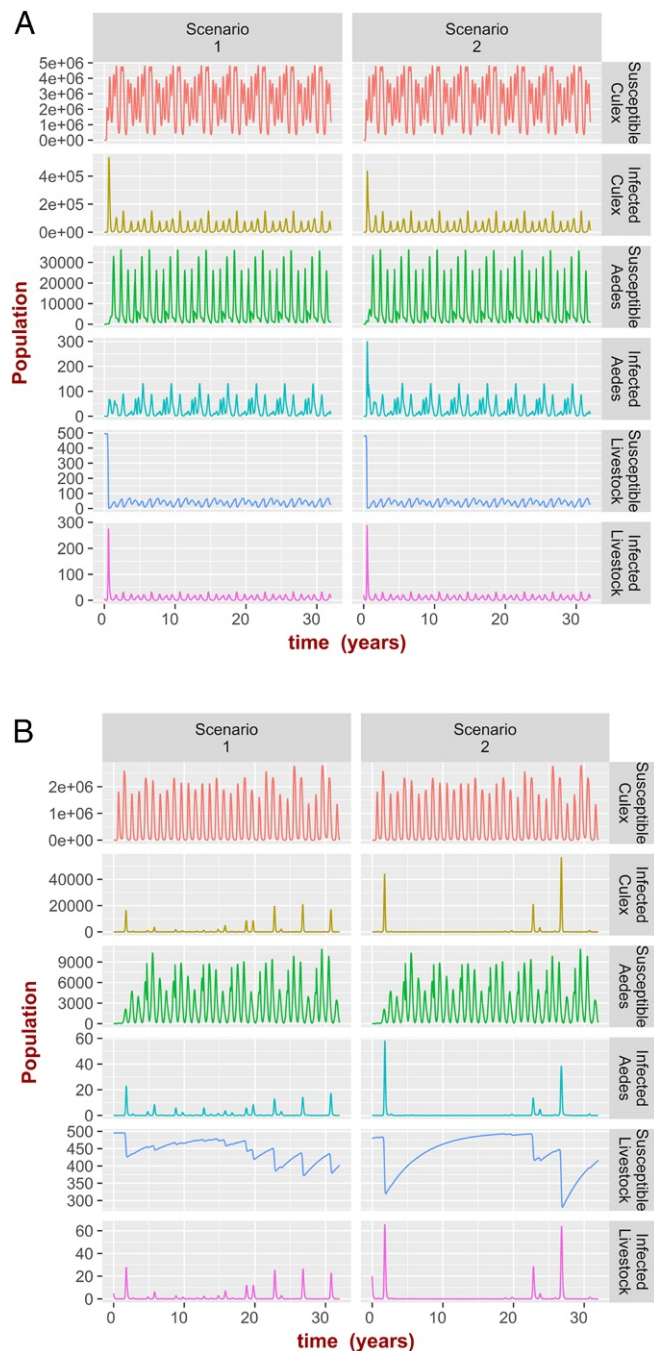 A
Scenario
1
Scenario
2
5e+06
4e+06
3e+06
2e+06
1e+06
0e+00
Susceptible
Culex
4e+05
2e+05
0e+00
Infected
Culex
30000
20000
10000
0
Susceptible
Aedes
300
200
100
0
Infected
Aedes
500
400
300
200
100
0
Susceptible
Livestock
300
200
100
0
Infected
Livestock
Population
0 10 20 30 0 10 20 30
time (years)
B
Scenario
1
Scenario
2
2e+06
1e+06
0e+00
Susceptible
Culex
40000
20000
0
Infected
Culex
9000
6000
3000
0
Susceptible
Aedes
60
40
20
0
Infected
Aedes
500
450
400
350
300
Susceptible
Livestock
60
40
20
0
Infected
Livestock
Population
0 10 20 30 0 10 20 30
time (years)